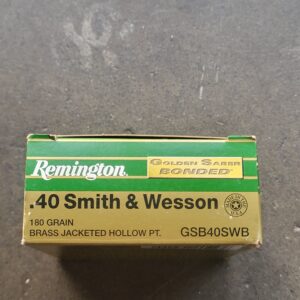 Remington
GOLDEN SABER
BONDED
.40 Smith & Wesson
180 GRAIN
BRASS JACKETED HOLLOW PT.
GSB40SWB